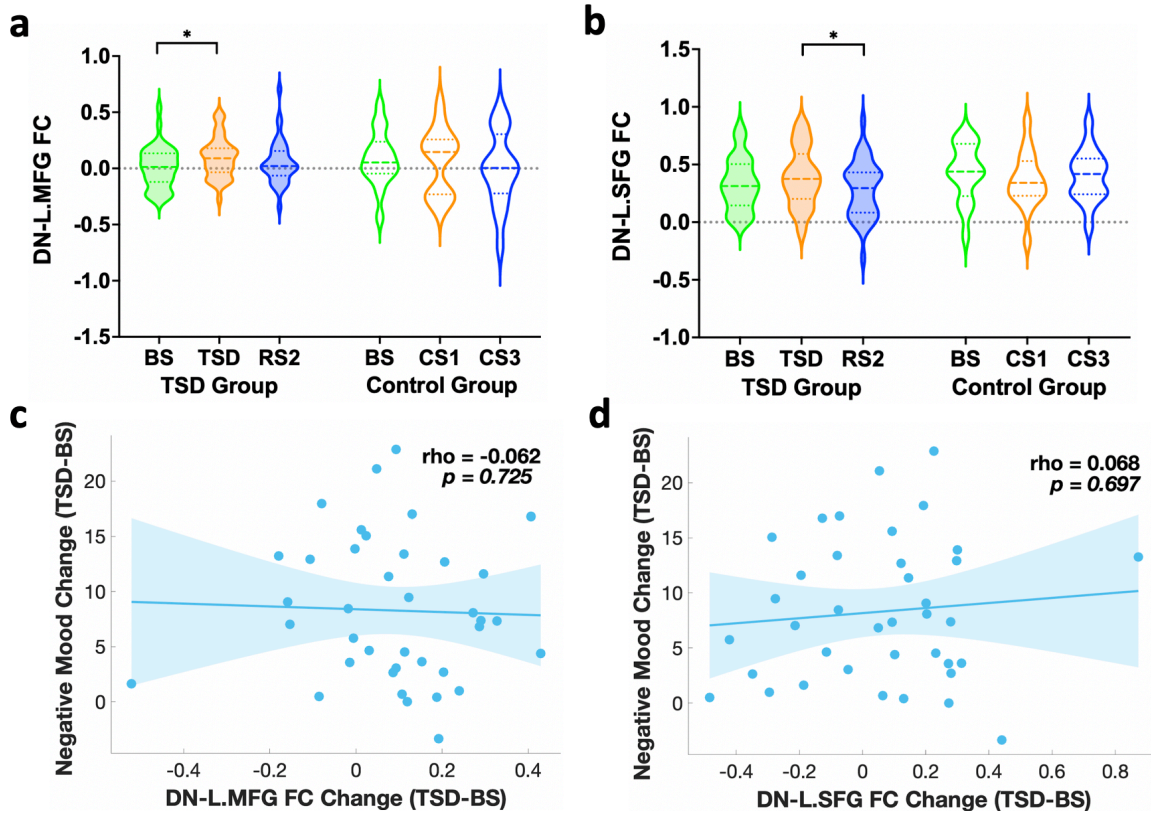 a
*
DN-L.MFG FC
1.0
0.5
0.0
-0.5
-1.0
-1.5
BS TSD RS2 BS CS1 CS3
TSD Group Control Group
b
*
DN-L.SFG FC
1.5
1.0
0.5
0.0
-0.5
-1.0
BS TSD RS2 BS CS1 CS3
TSD Group Control Group
c
Negative Mood Change (TSD-BS)
rho = -0.062
p = 0.725
20
15
10
5
0
-0.4 -0.2 0 0.2 0.4
DN-L.MFG FC Change (TSD-BS)
d
Negative Mood Change (TSD-BS)
rho = 0.068
p = 0.697
20
15
10
5
0
-0.4 -0.2 0 0.2 0.4 0.6 0.8
DN-L.SFG FC Change (TSD-BS)